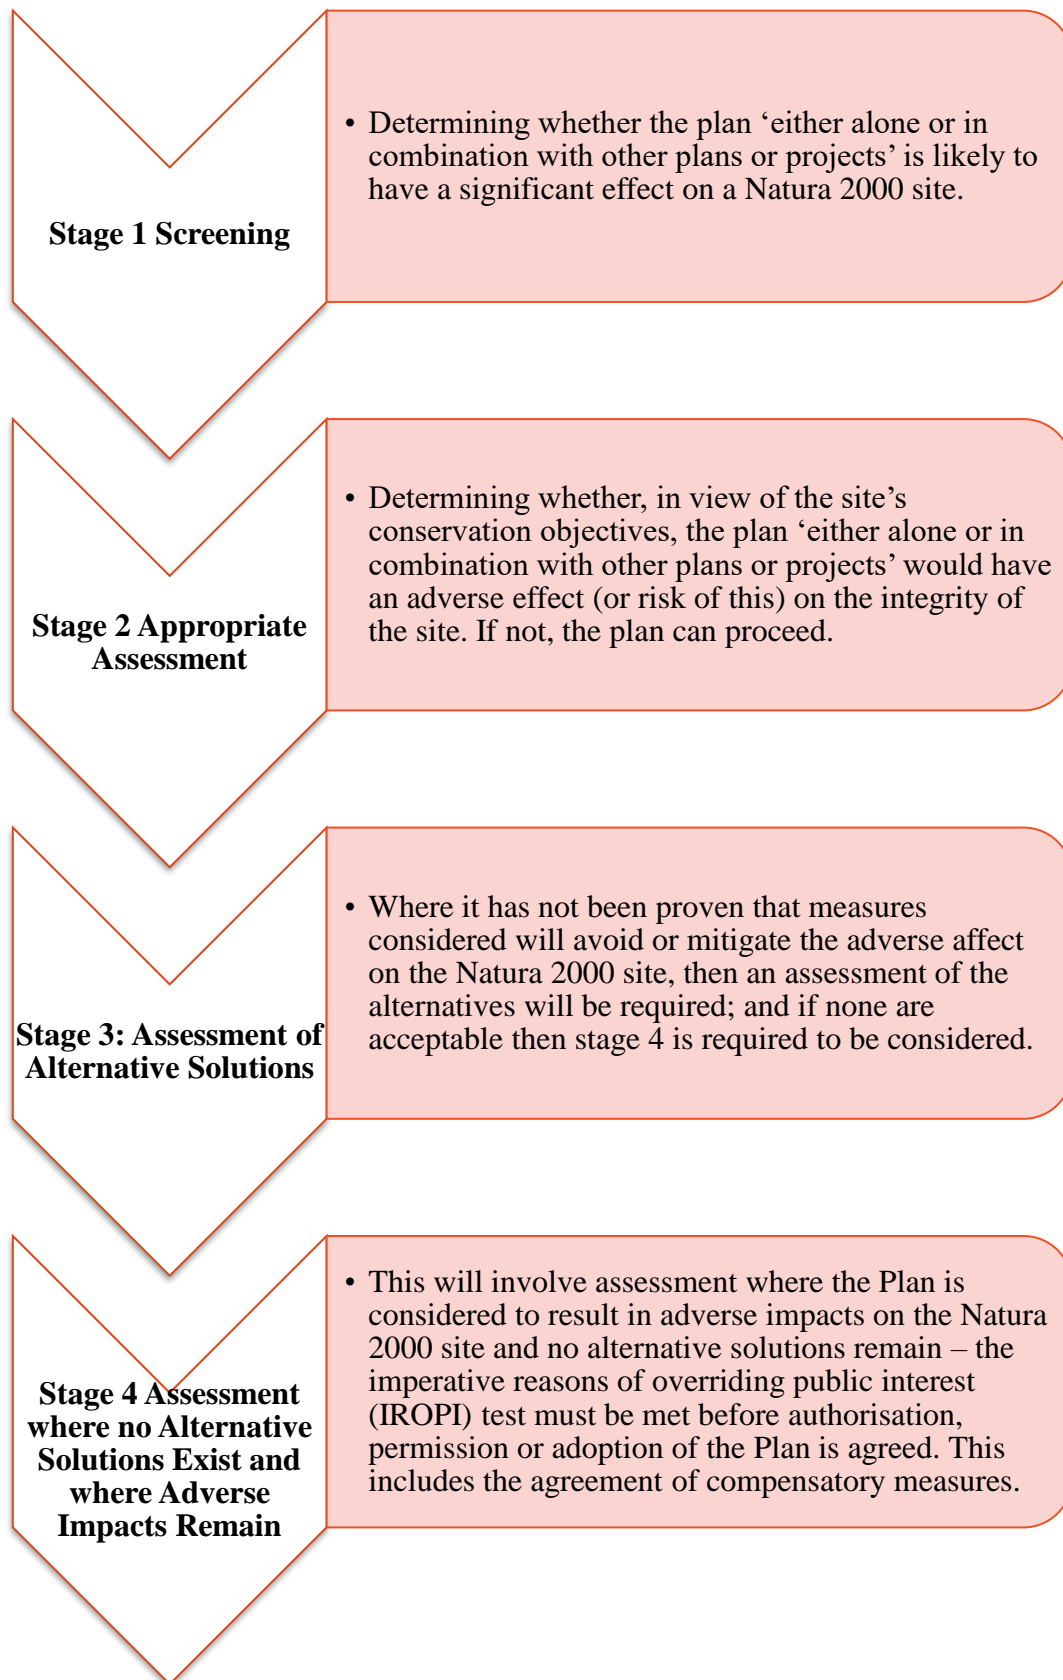 Stage 1 Screening
• Determining whether the plan ‘either alone or in
combination with other plans or projects’ is likely to
have a significant effect on a Natura 2000 site.
Stage 2 Appropriate
Assessment
• Determining whether, in view of the site’s
conservation objectives, the plan ‘either alone or in
combination with other plans or projects’ would have
an adverse effect (or risk of this) on the integrity of
the site. If not, the plan can proceed.
Stage 3: Assessment of
Alternative Solutions
• Where it has not been proven that measures
considered will avoid or mitigate the adverse affect
on the Natura 2000 site, then an assessment of the
alternatives will be required; and if none are
acceptable then stage 4 is required to be considered.
Stage 4 Assessment
where no Alternative
Solutions Exist and
where Adverse
Impacts Remain
• This will involve assessment where the Plan is
considered to result in adverse impacts on the Natura
2000 site and no alternative solutions remain – the
imperative reasons of overriding public interest
(IROPI) test must be met before authorisation,
permission or adoption of the Plan is agreed. This
includes the agreement of compensatory measures.